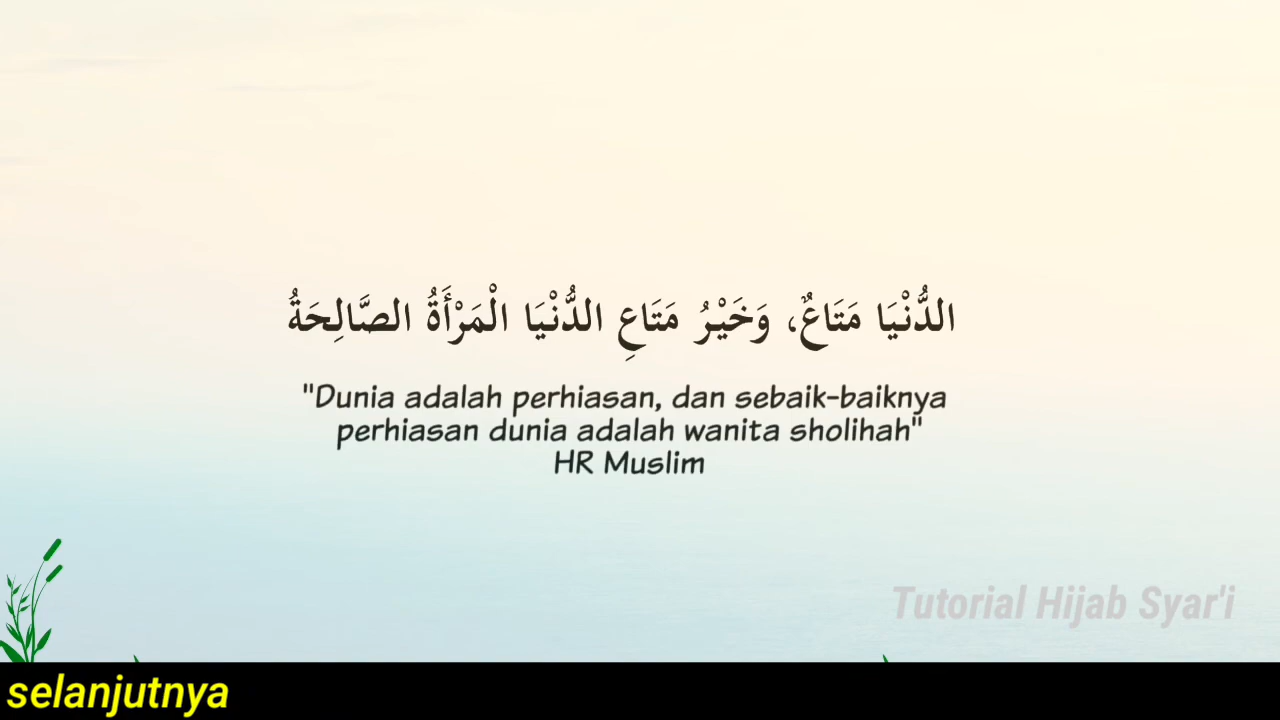 الدُّنْيَا مَتَاعٌ، وَخَيْرُ مَتَاعِ الدُّنْيَا الْمَرْأَةُ الصَّالِحَةُ
"Dunia adalah perhiasan, dan sebaik-baiknya
perhiasan dunia adalah wanita sholihah"
HR Muslim
Tutorial Hijab Syar'i
selanjutnya